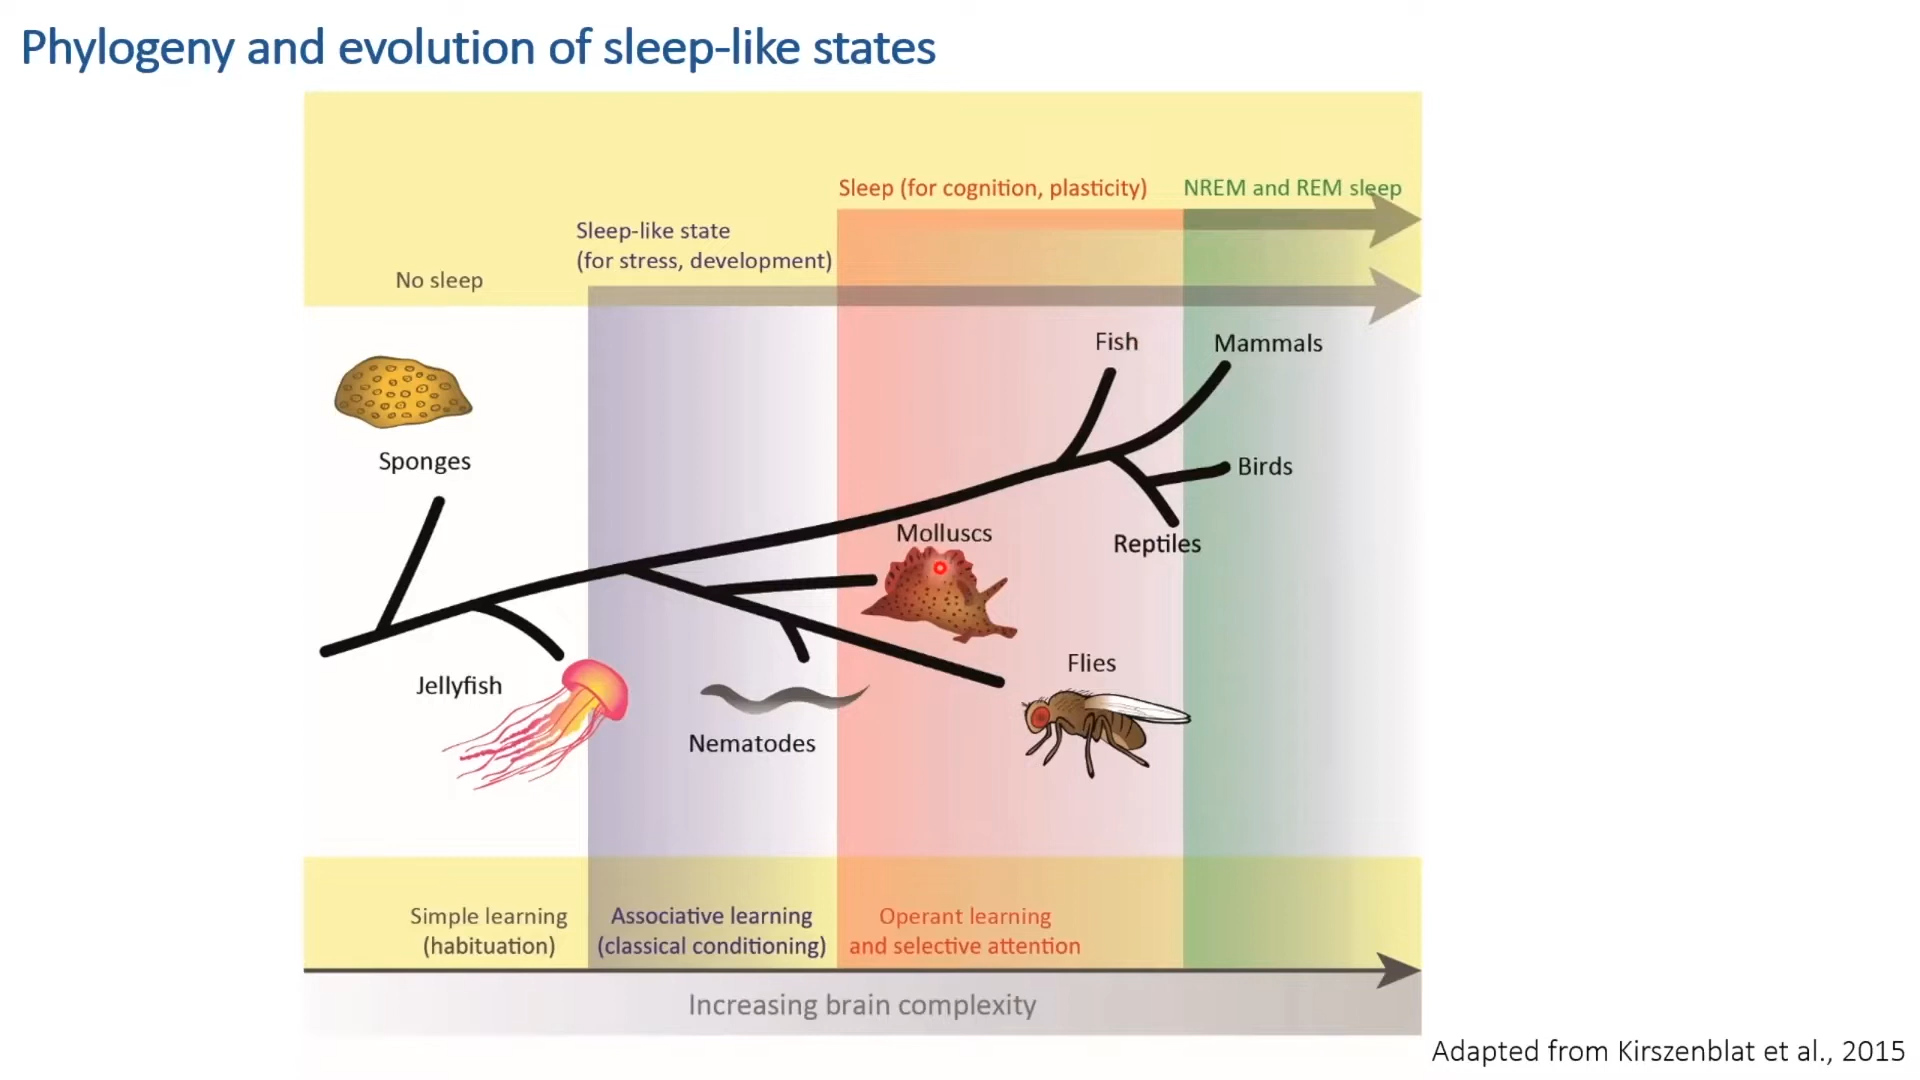 Phylogeny and evolution of sleep-like states
Sleep (for cognition, plasticity)
NREM and REM sleep
Sleep-like state
(for stress, development)
No sleep
Fish
Mammals
Sponges
Birds
Molluscs
Reptiles
Flies
Jellyfish
Nematodes
Simple learning
(habituation)
Associative learning
(classical conditioning)
Operant learning
and selective attention
Increasing brain complexity
Adapted from Kirszenblat et al., 2015